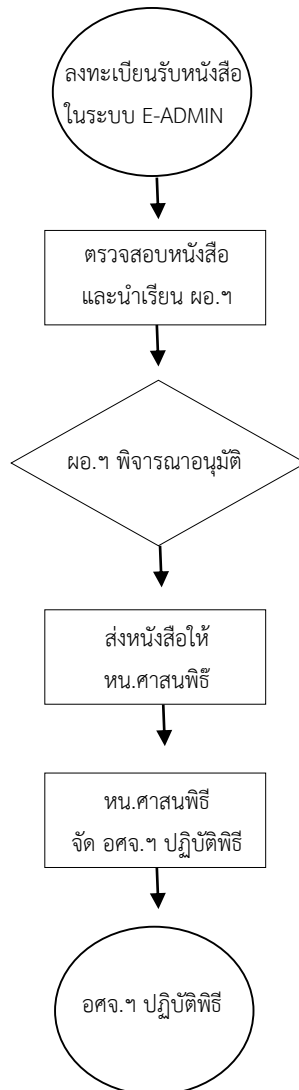 ลงทะเบียนรับหนังสือ
ในระบบ E-ADMIN
ตรวจสอบหนังสือ
และนำเรียน ผอ.ฯ
ผอ.ฯ พิจารณาอนุมัติ
ส่งหนังสือให้
หน.ศาสนพิธ๊
หน.ศาสนพิธี
จัด อศจ.ฯ ปฏิบัติพิธี
อศจ.ฯ ปฏิบัติพิธี